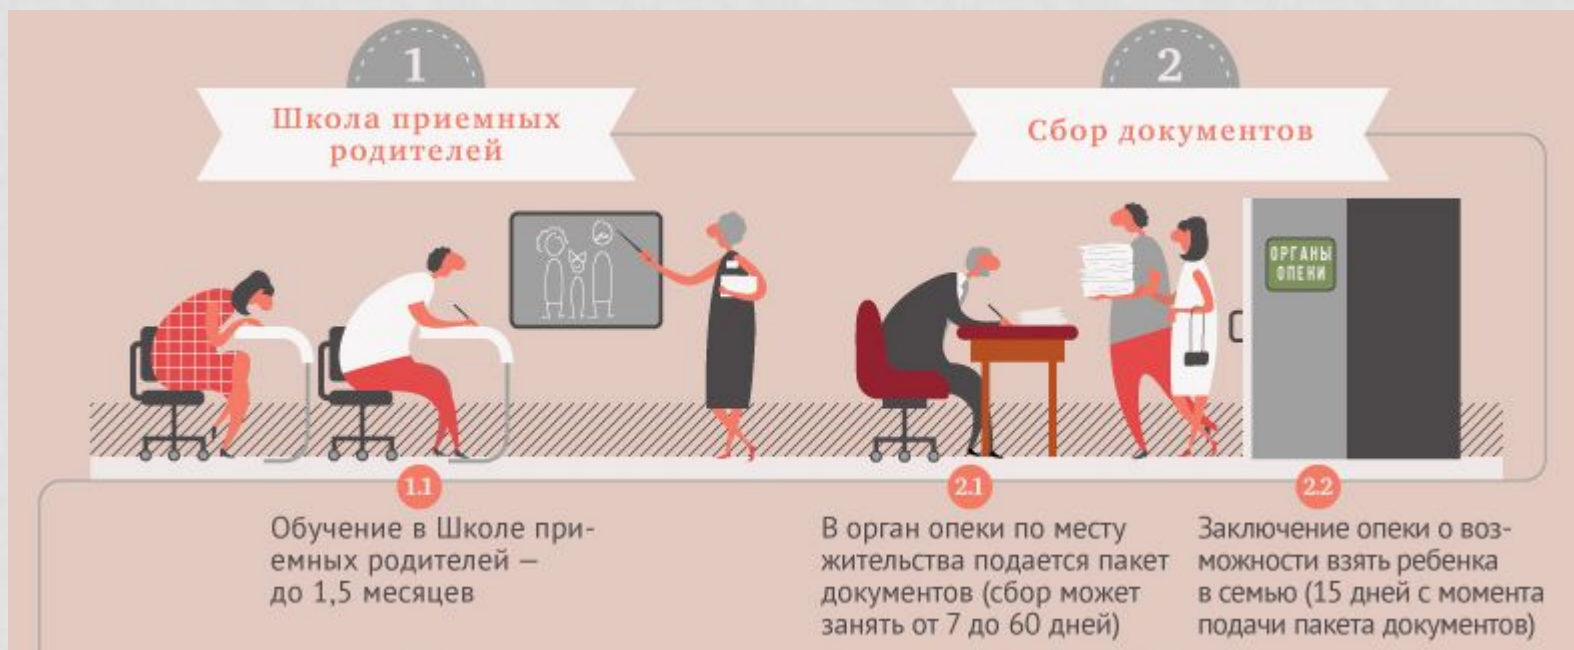 1
Школа приемных
родителей
2
Сбор документов
ОРГАНЫ
ОПЕКИ
1.1
Обучение в Школе при-
емных родителей —
до 1,5 месяцев
2.1
В орган опеки по месту
жительства подается пакет
документов (сбор может
занять от 7 до 60 дней)
2.2
Заключение опеки о воз-
можности взять ребенка
в семью (15 дней с момента
подачи пакета документов)